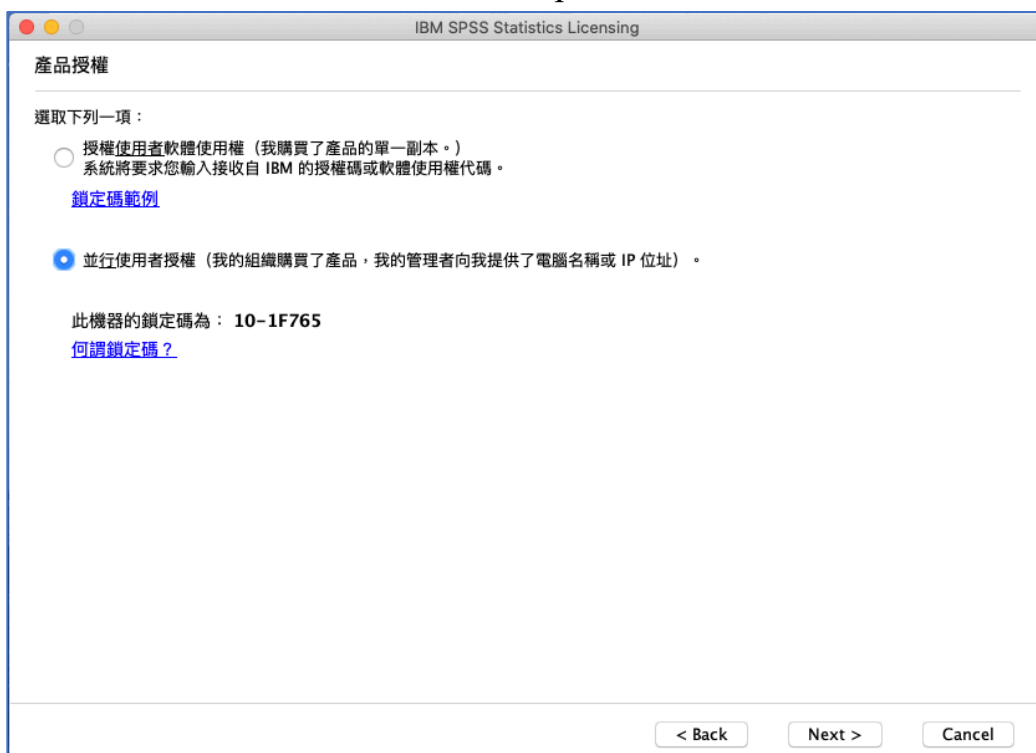 IBM SPSS Statistics Licensing
產品授權
選取下列一項：
授權使用者軟體使用權（我購買了產品的單一副本。）
系統將要求您輸入接收自 IBM 的授權碼或軟體使用權代碼。
鎖定碼範例
並行使用者授權（我的組織購買了產品，我的管理者向我提供了電腦名稱或 IP 位址）。
此機器的鎖定碼為： 10-1F765
何謂鎖定碼？
< Back Next > Cancel